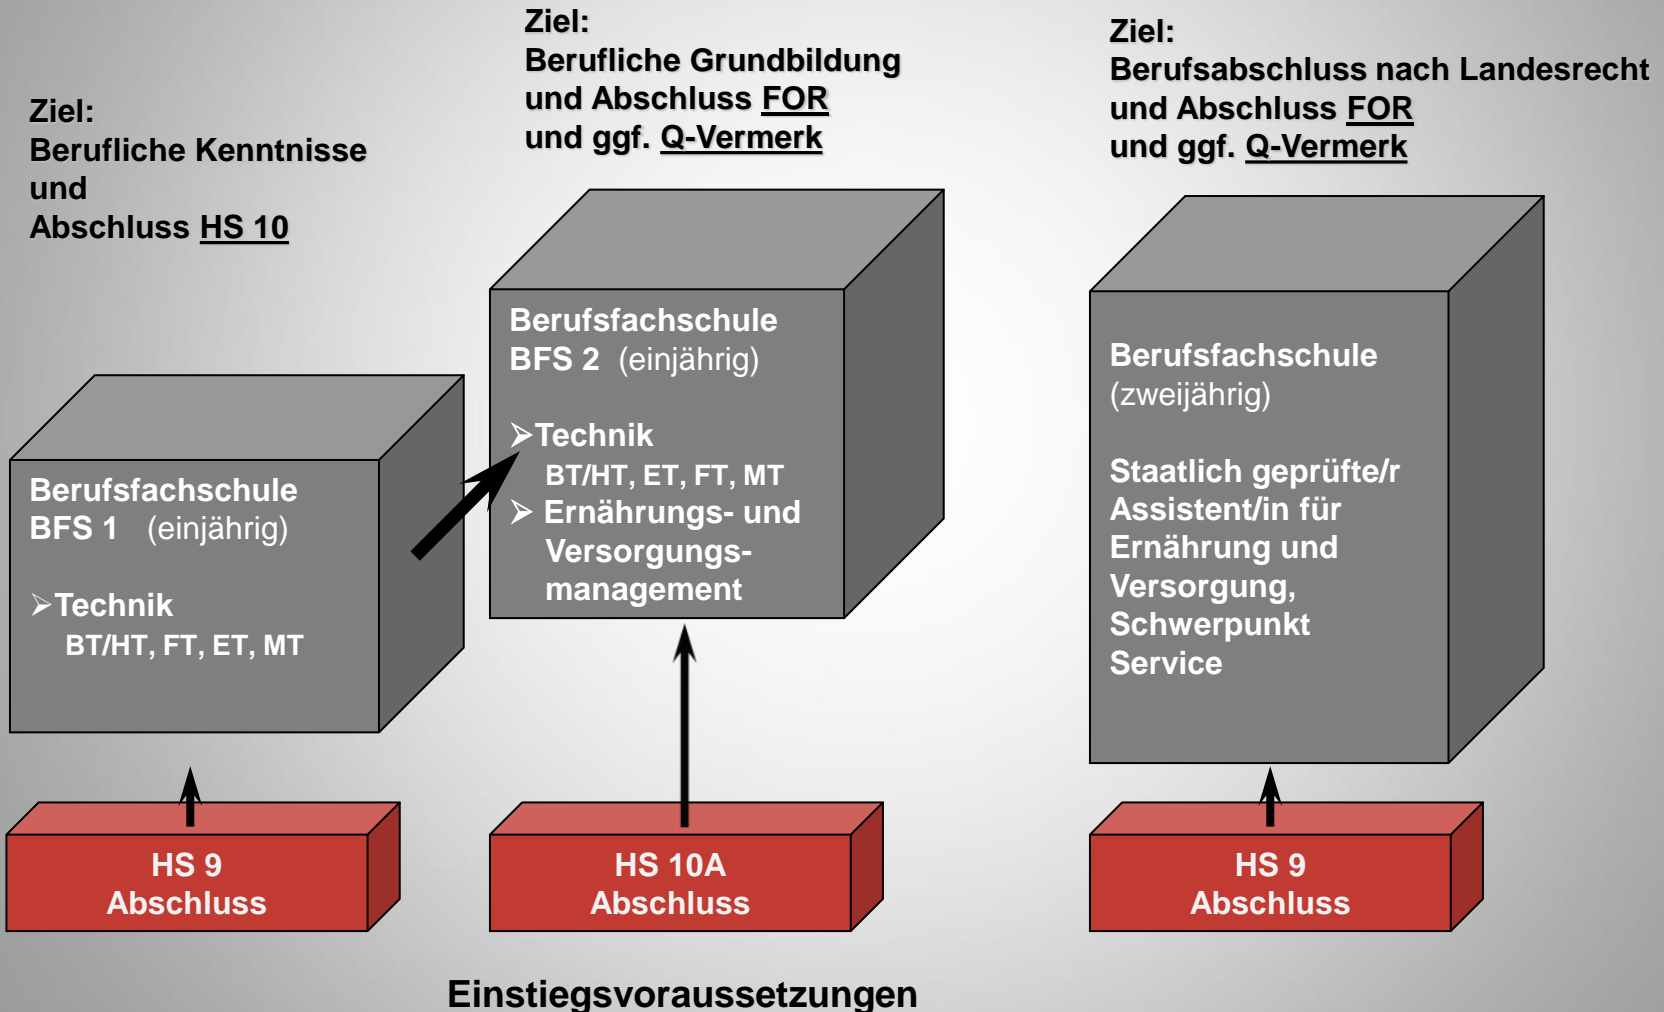 Ziel:
Berufliche Kenntnisse
und
Abschluss HS 10
Berufsfachschule
BFS 1 (einjährig)
➢Technik
BT/HT, FT, ET, MT
HS 9
Abschluss
Ziel:
Berufliche Grundbildung
und Abschluss FOR
und ggf. Q-Vermerk
Berufsfachschule
BFS 2 (einjährig)
➢Technik
BT/HT, ET, FT, MT
➢ Ernährungs- und
Versorgungs-
management
HS 10A
Abschluss
Ziel:
Berufsabschluss nach Landesrecht
und Abschluss FOR
und ggf. Q-Vermerk
Berufsfachschule
(zweijährig)
Staatlich geprüfte/r
Assistent/in für
Ernährung und
Versorgung,
Schwerpunkt
Service
HS 9
Abschluss
Einstiegsvoraussetzungen